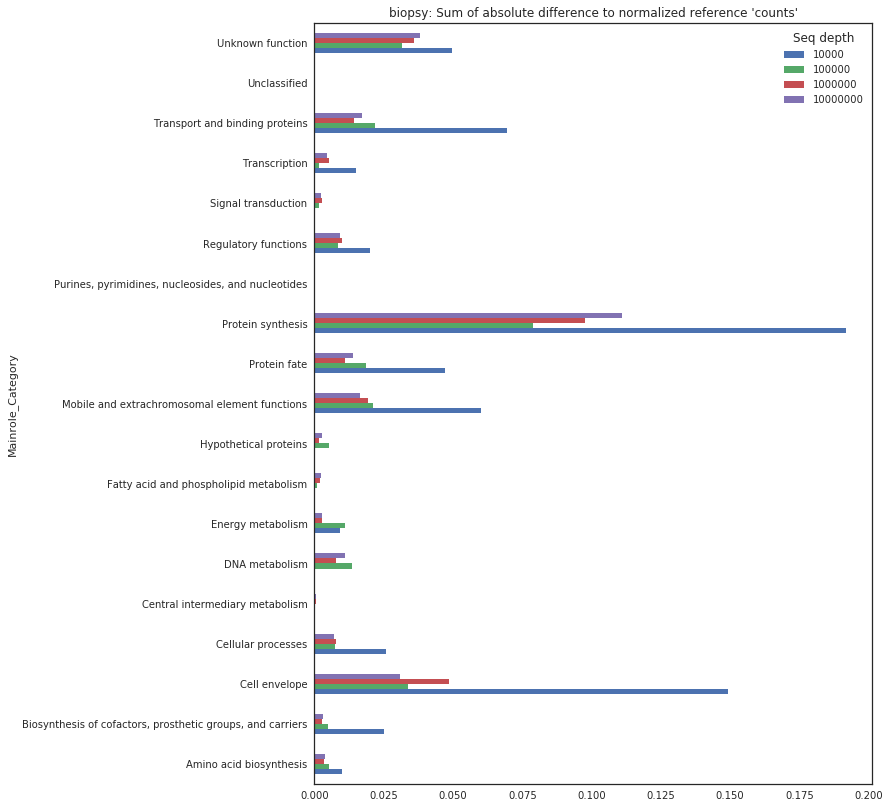 biopsy: Sum of absolute difference to normalized reference 'counts'
Seq depth
10000
100000
1000000
10000000
Mainrole_Category
Unknown function
Unclassified
Transport and binding proteins
Transcription
Signal transduction
Regulatory functions
Purines, pyrimidines, nucleosides, and nucleotides
Protein synthesis
Protein fate
Mobile and extrachromosomal element functions
Hypothetical proteins
Fatty acid and phospholipid metabolism
Energy metabolism
DNA metabolism
Central intermediary metabolism
Cellular processes
Cell envelope
Biosynthesis of cofactors, prosthetic groups, and carriers
Amino acid biosynthesis
0.000 0.025 0.050 0.075 0.100 0.125 0.150 0.175 0.200